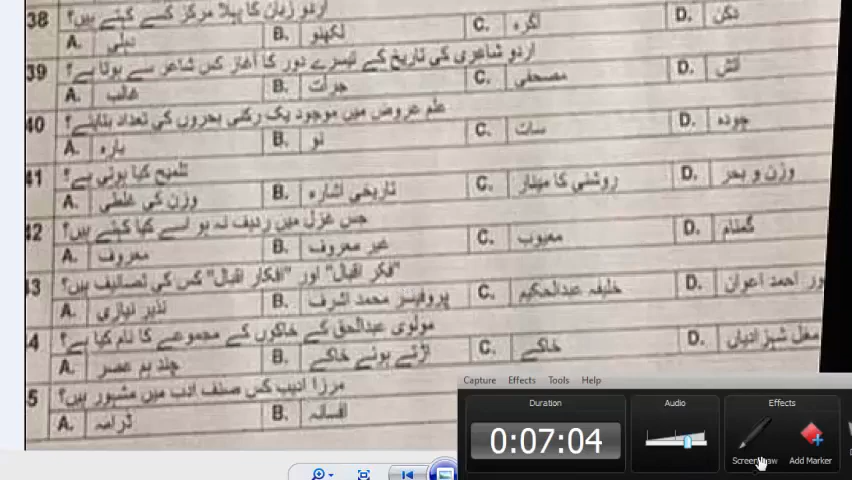 38 اردو زبان کا پہلا مرکز کسے کہتے ہیں؟
A. دہلی B. لکھنو C. آگرہ D. دکن
39 اردو شاعری کی تاریخ کے تیسرے دور کا آغاز کس شاعر سے ہوتا ہے؟
A. غالب B. جرات C. مصحفی D. آتش
40 علم عروض میں موجود یک رکنی بحروں کی تعداد بتایئے؟
A. بارہ B. نو C. سات D. چودہ
41 تلمیح کیا ہوتی ہے؟
A. وزن کی غلطی B. تاریخی اشارہ C. روشنی کا مینار D. وزن و بحر
42 جس غزل میں ردیف نہ ہو اسے کیا کہتے ہیں؟
A. معروف B. غیر معروف C. معیوب D. گمنام
43 "فکر اقبال" اور "افکار اقبال" کس کی تصانیف ہیں؟
A. نذیر نیازی B. پروفیسر محمد اشرف C. خلیفہ عبدالحکیم D. ور احمد اعوان
4 مولوی عبدالحق کے خاکوں کے مجموعے کا نام کیا ہے؟
A. چند ہم عصر B. اڑتے ہوئے خاکے C. خاکے D. مغل شہزادیاں
5 مرزا ادیب کس صنف ادب میں مشہور ہیں؟
A. ڈرامہ B. افسانہ
Capture Effects Tools Help
Duration Audio Effects
0:07:04
Add Marker